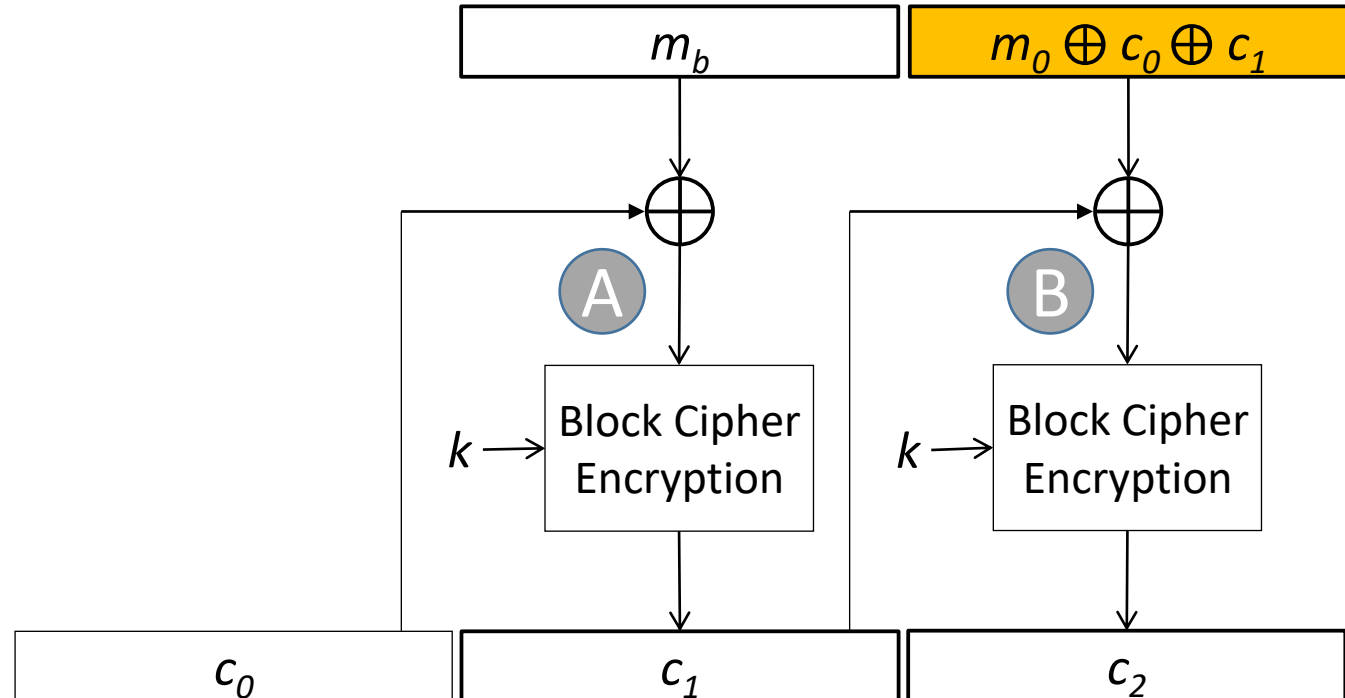 m_b
m_0 ⊕ c_0 ⊕ c_1
A
B
k
Block Cipher
Encryption
k
Block Cipher
Encryption
c_0
c_1
c_2